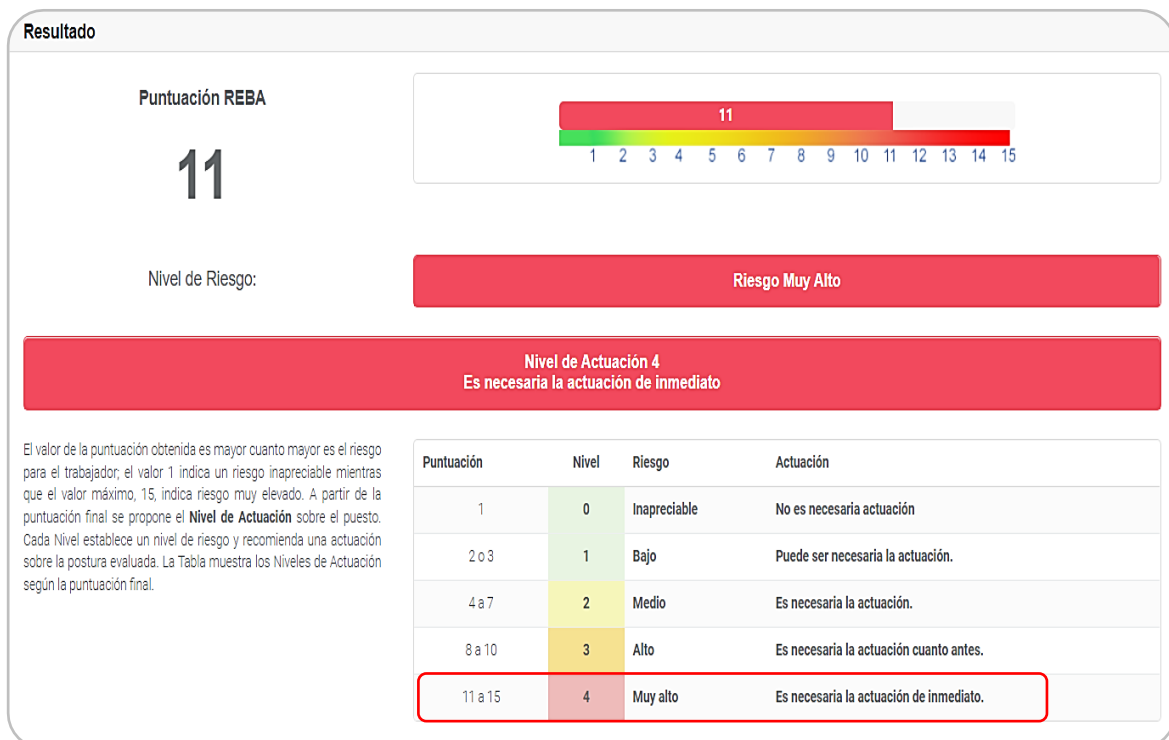 Resultado
Puntuación REBA
11
11
1 2 3 4 5 6 7 8 9 10 11 12 13 14 15
Nivel de Riesgo:
Riesgo Muy Alto
Nivel de Actuación 4
Es necesaria la actuación de inmediato
El valor de la puntuación obtenida es mayor cuanto mayor es el riesgo
para el trabajador; el valor 1 indica un riesgo inapreciable mientras
que el valor máximo, 15, indica riesgo muy elevado. A partir de la
puntuación final se propone el Nivel de Actuación sobre el puesto.
Cada Nivel establece un nivel de riesgo y recomienda una actuación
sobre la postura evaluada. La Tabla muestra los Niveles de Actuación
según la puntuación final.
Puntuación Nivel Riesgo Actuación
1 0 Inapreciable No es necesaria actuación
2 o 3 1 Bajo Puede ser necesaria la actuación.
4 a 7 2 Medio Es necesaria la actuación.
8 a 10 3 Alto Es necesaria la actuación cuanto antes.
11 a 15 4 Muy alto Es necesaria la actuación de inmediato.